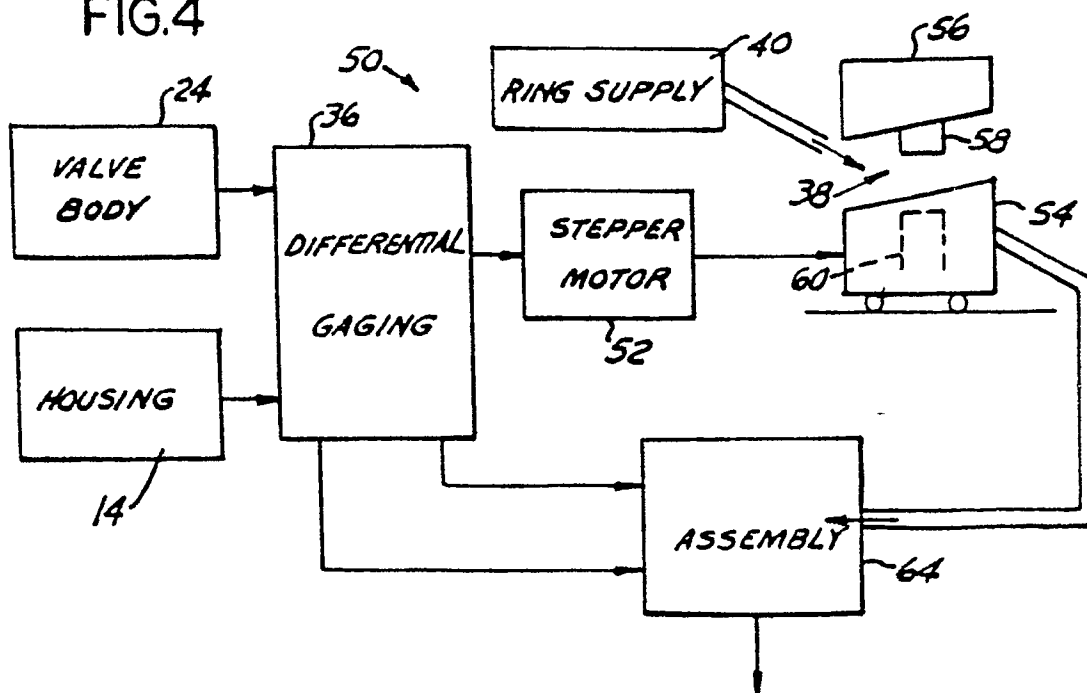 FIG.4
50
40
56
24
36
RING SUPPLY
58
VALVE
BODY
38
54
DIFFERENTIAL
GAGING
STEPPER
MOTOR
60
52
HOUSING
14
ASSEMBLY
64